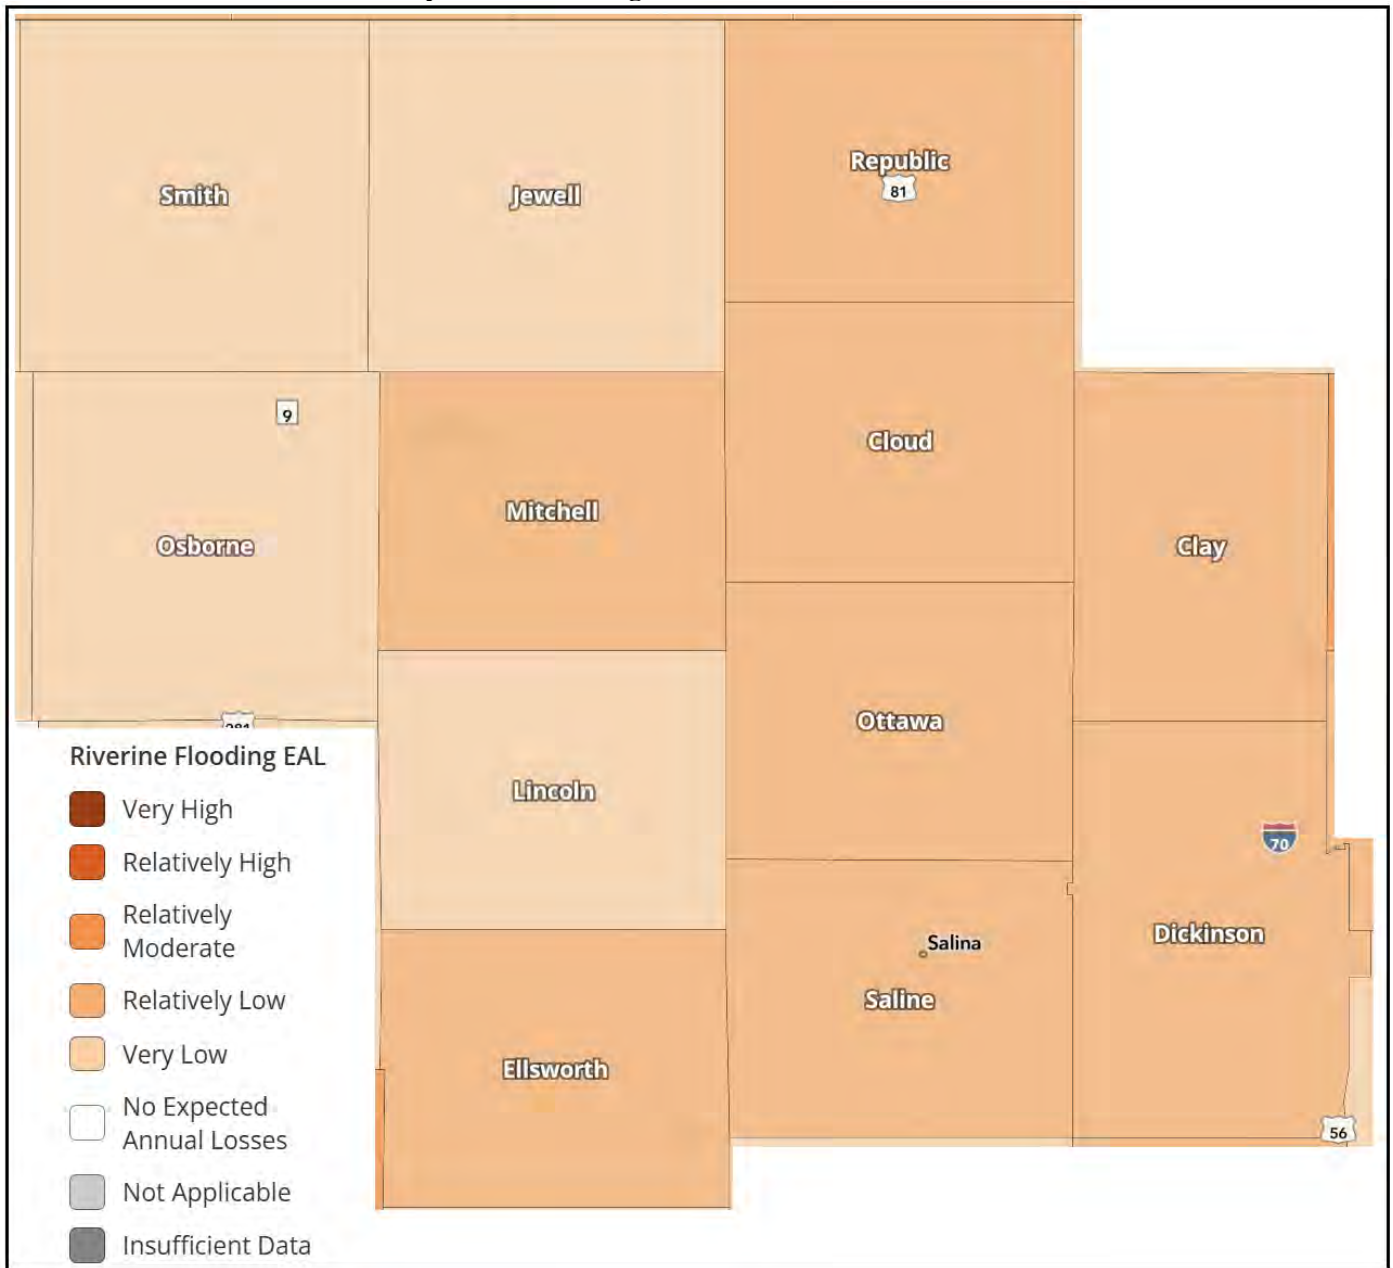 Republic
81
Smith
Jewell
9
Cloud
Mitchell
Osborne
Clay
Ottawa
281
Riverine Flooding EAL
Lincoln
Very High
70
Relatively High
Relatively
Moderate
Dickinson
Salina
Relatively Low
Saline
Very Low
Ellsworth
No Expected
Annual Losses
56
Not Applicable
Insufficient Data